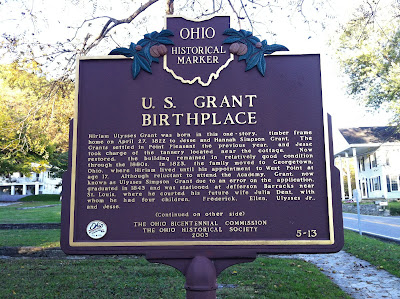 OHIO
HISTORICAL
MARKER
U. S. GRANT
BIRTHPLACE
Hiram Ulysses Grant was born in this one-story, timber frame
home on April 27, 1822 to Jesse and Hannah Simpson Grant. The
Grants settled in Point Pleasant the previous year, and Jesse
took charge of the tannery located near the cottage. Now
restored, the building remained in relatively good condition
through the 1880s. In 1823, the family moved to Georgetown,
Ohio, where Hiram lived until his appointment to West Point at
age 17. Although reluctant to attend the Academy, Grant, now
known as Ulysses Simpson Grant due to an error on the application,
graduated in 1843 and was stationed at Jefferson Barracks near
St. Louis, where he courted his future wife Julia Dent, with
whom he had four children, Frederick, Ellen, Ulysses Jr.,
and Jesse.
(Continued on other side)
THE OHIO BICENTENNIAL COMMISSION
THE OHIO HISTORICAL SOCIETY
2003
5-13